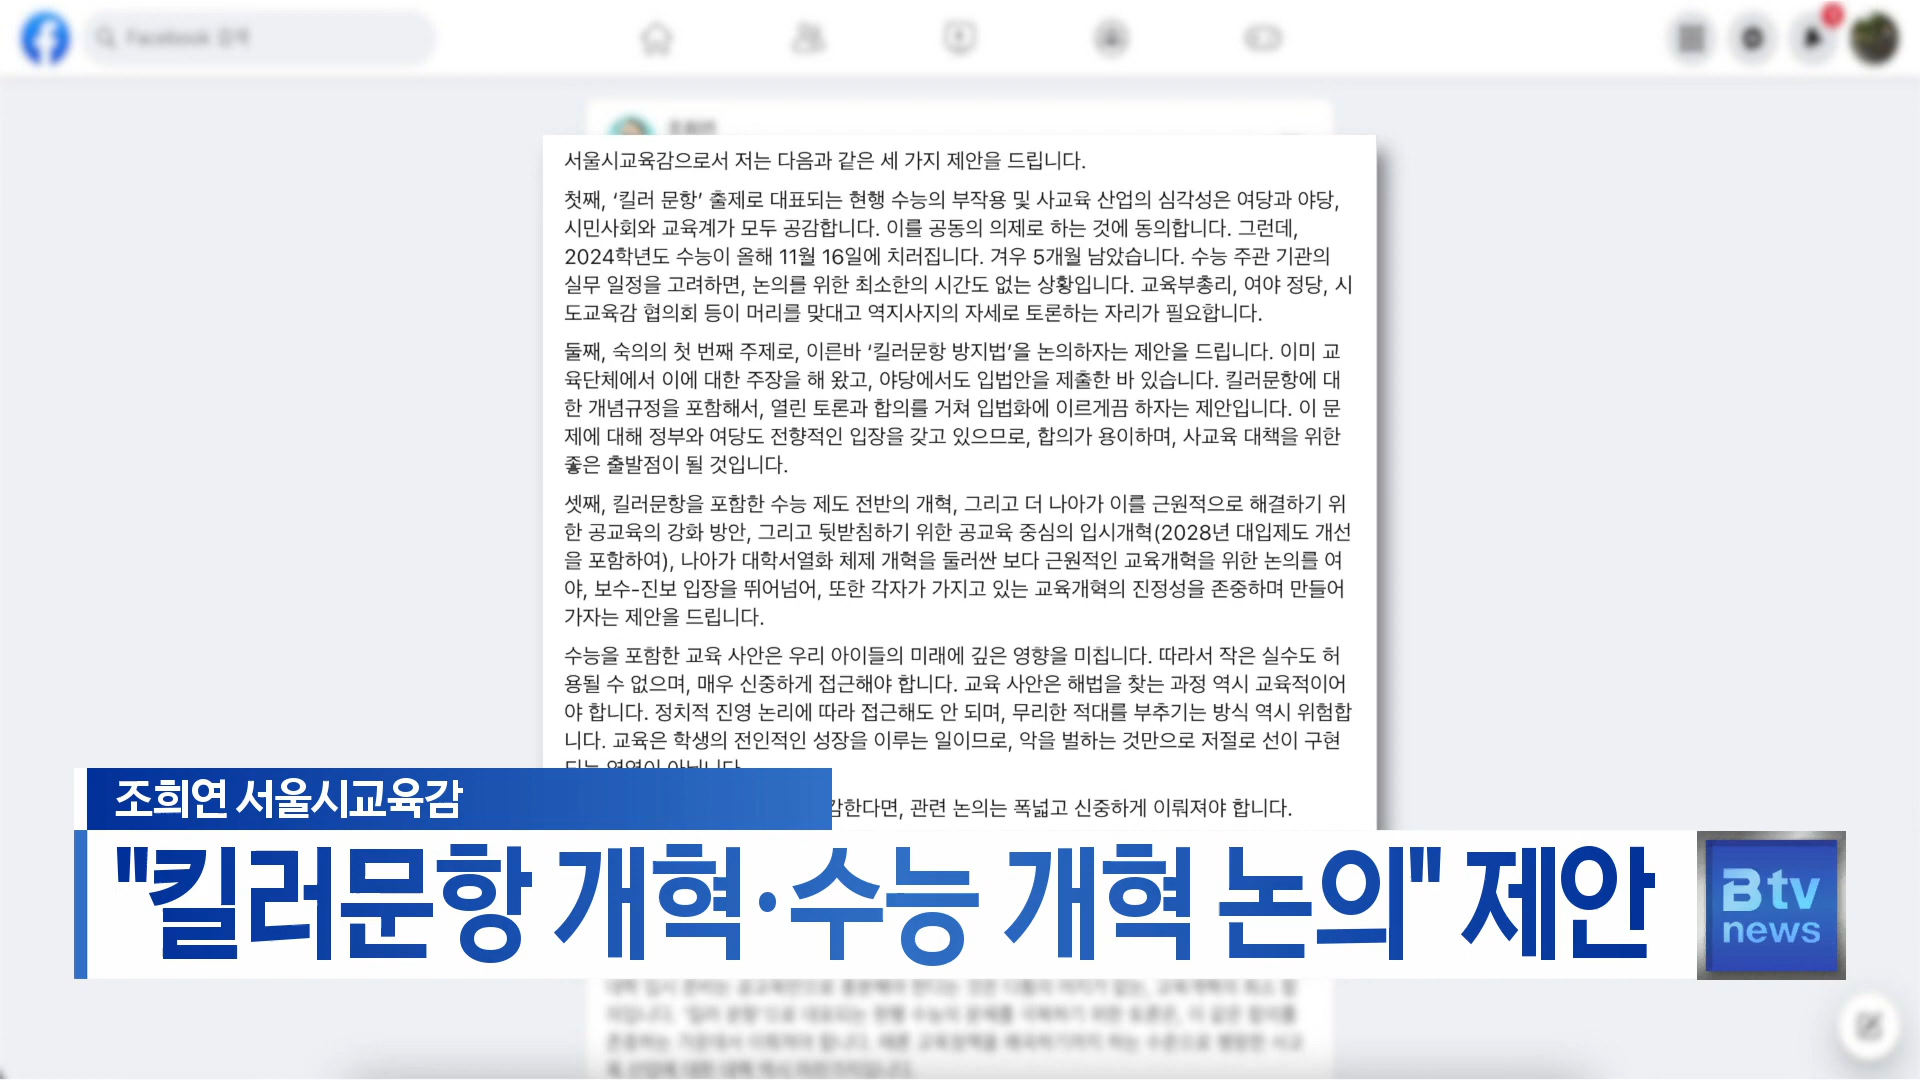 Facebook 검색
조희연
서울시교육감으로서 저는 다음과 같은 세 가지 제안을 드립니다.
첫째, ‘킬러 문항’ 출제로 대표되는 현행 수능의 부작용 및 사교육 산업의 심각성은 여당과 야당,
시민사회와 교육계가 모두 공감합니다. 이를 공동의 의제로 하는 것에 동의합니다. 그런데,
2024학년도 수능이 올해 11월 16일에 치러집니다. 겨우 5개월 남았습니다. 수능 주관 기관의
실무 일정을 고려하면, 논의를 위한 최소한의 시간도 없는 상황입니다. 교육부총리, 여야 정당, 시
도교육감 협의회 등이 머리를 맞대고 역지사지의 자세로 토론하는 자리가 필요합니다.
둘째, 숙의의 첫 번째 주제로, 이른바 ‘킬러문항 방지법’을 논의하자는 제안을 드립니다. 이미 교
육단체에서 이에 대한 주장을 해 왔고, 야당에서도 입법안을 제출한 바 있습니다. 킬러문항에 대
한 개념규정을 포함해서, 열린 토론과 합의를 거쳐 입법화에 이르게끔 하자는 제안입니다. 이 문
제에 대해 정부와 여당도 전향적인 입장을 갖고 있으므로, 합의가 용이하며, 사교육 대책을 위한
좋은 출발점이 될 것입니다.
셋째, 킬러문항을 포함한 수능 제도 전반의 개혁, 그리고 더 나아가 이를 근원적으로 해결하기 위
한 공교육의 강화 방안, 그리고 뒷받침하기 위한 공교육 중심의 입시개혁(2028년 대입제도 개선
을 포함하여), 나아가 대학서열화 체제 개혁을 둘러싼 보다 근원적인 교육개혁을 위한 논의를 여
야, 보수-진보 입장을 뛰어넘어, 또한 각자가 가지고 있는 교육개혁의 진정성을 존중하며 만들어
가자는 제안을 드립니다.
수능을 포함한 교육 사안은 우리 아이들의 미래에 깊은 영향을 미칩니다. 따라서 작은 실수도 허
용될 수 없으며, 매우 신중하게 접근해야 합니다. 교육 사안은 해법을 찾는 과정 역시 교육적이어
야 합니다. 정치적 진영 논리에 따라 접근해도 안 되며, 무리한 적대를 부추기는 방식 역시 위험합
니다. 교육은 학생의 전인적인 성장을 이루는 일이므로, 악을 벌하는 것만으로 저절로 선이 구현
되는 영역이 아닙니다.
감한다면, 관련 논의는 폭넓고 신중하게 이뤄져야 합니다.
조희연 서울시교육감
"킬러문항 개혁·수능 개혁 논의" 제안
B tv
news